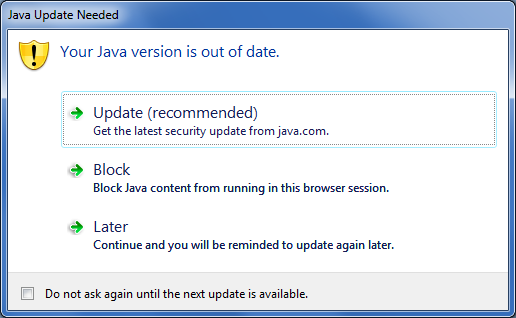 Java Update Needed
Your Java version is out of date.
Update (recommended)
Get the latest security update from java.com.
Block
Block Java content from running in this browser session.
Later
Continue and you will be reminded to update again later.
Do not ask again until the next update is available.